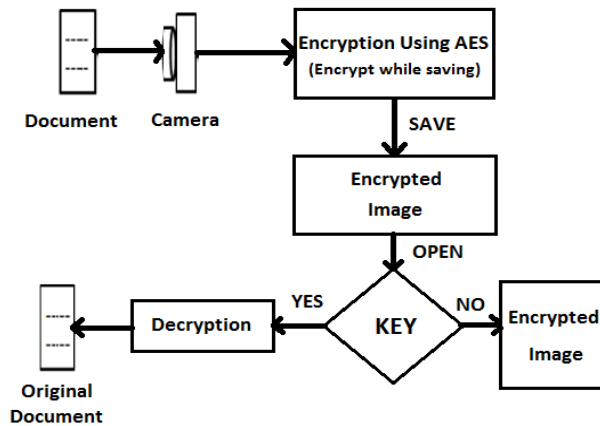 Encryption Using AES
(Encrypt while saving)
Document
Camera
SAVE
Encrypted
Image
OPEN
YES
KEY
NO
Decryption
Encrypted
Image
Original
Document